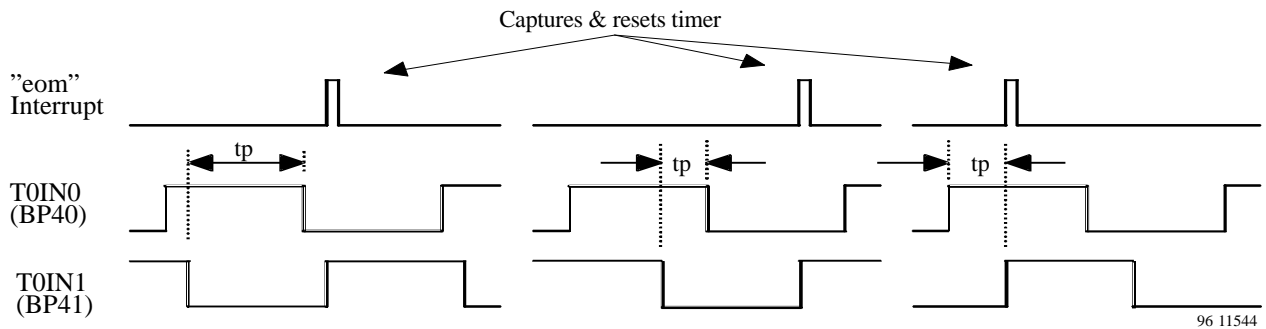 Captures & resets timer
”eom”
Interrupt
tp
tp
tp
T0IN0
(BP40)
T0IN1
(BP41)
96 11544